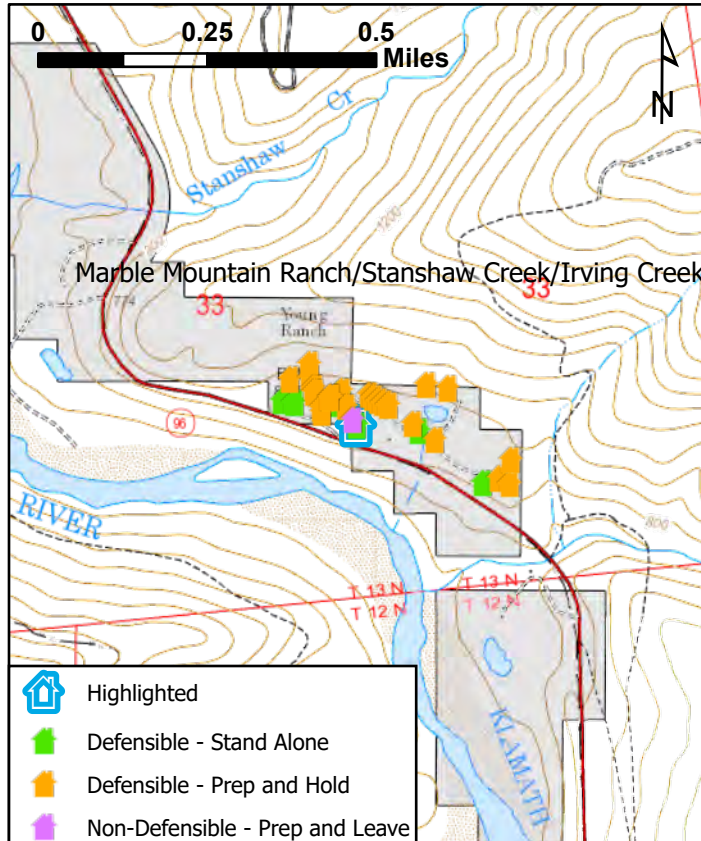 0 0.25 0.5
Miles
N
Stanshaw Cr
1200
Marble Mountain Ranch/Stanshaw Creek/Irving Creek
33
33
774
Young
Ranch
96
RIVER
800
T 13 N T 13 N
T 12 N T 12 N
KLAMATH
Highlighted
Defensible - Stand Alone
Defensible - Prep and Hold
Non-Defensible - Prep and Leave